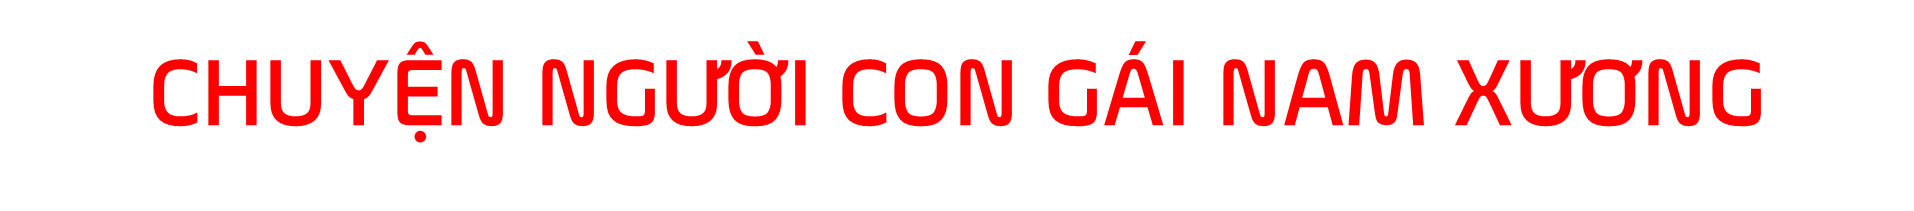 CHUYỆN NGƯỜI CON GÁI NAM XƯƠNG